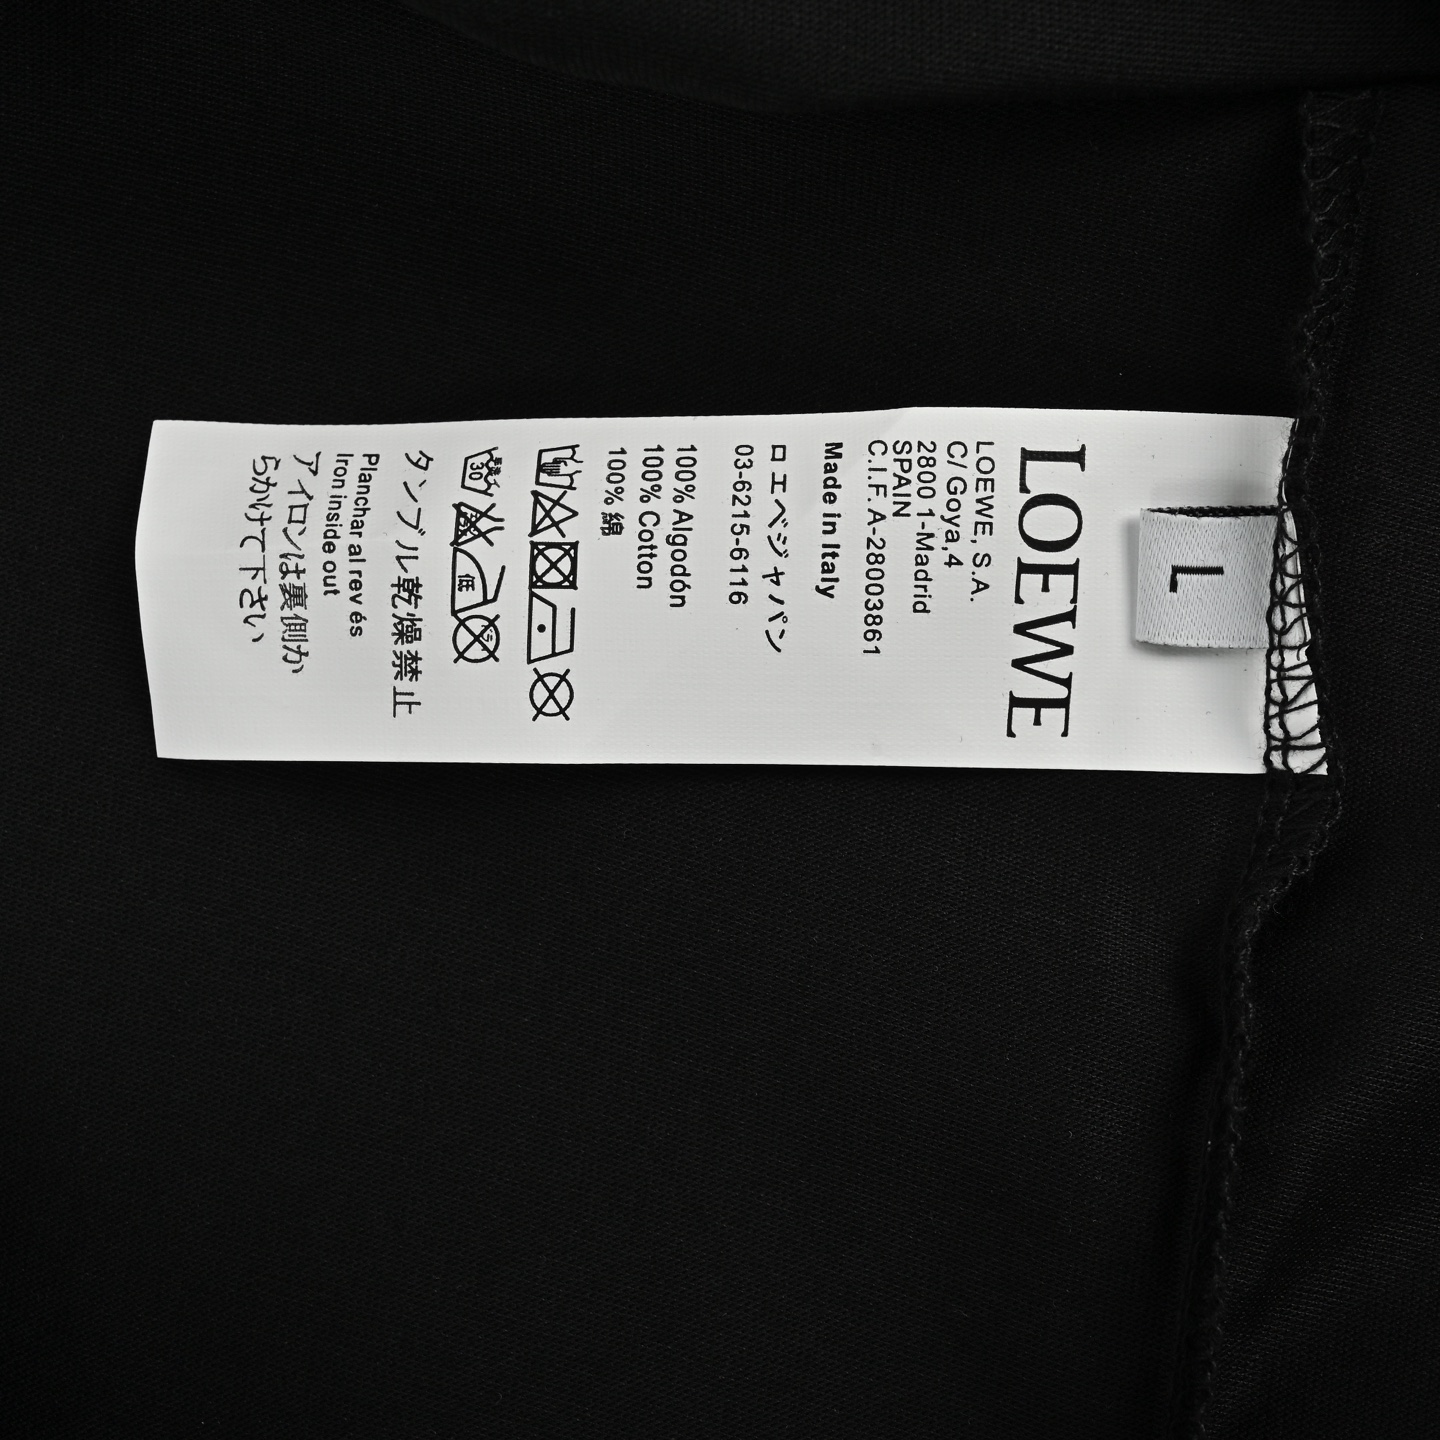 L
LOEWE
LOEWE, S.A.
C/ Goya,4
2800 1-Madrid
SPAIN
C.I.F. A-28003861
Made in Italy
ロエベジャパン
03-6215-6116
100% Algodón
100% Cotton
100% 綿
30
低
タンブル乾燥禁止
Planchar al rev és
Iron inside out
アイロンは裏側か
らかけて下さい